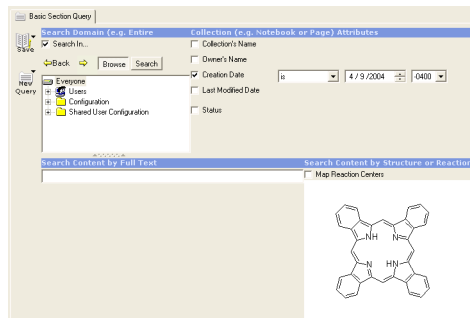 Basic Section Query
Search Domain (e.g. Entire
Collection (e.g. Notebook or Page) Attributes
Save
Search In...
Back
Browse
Search
New
Query
Everyone
Users
Configuration
Shared User Configuration
Collection's Name
Owner's Name
Creation Date
is
4 / 9 /2004
-0400
Last Modified Date
Status
Search Content by Full Text
Search Content by Structure or Reaction
Map Reaction Centers
NH
N
N
HN